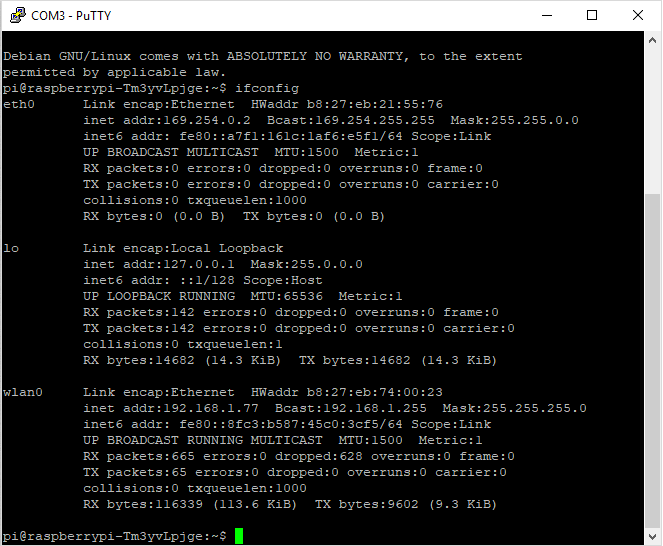 COM3 - PuTTY
Debian GNU/Linux comes with ABSOLUTELY NO WARRANTY, to the extent
permitted by applicable law.
pi@raspberrypi-Tm3yvLpjge:~$ ifconfig
eth0      Link encap:Ethernet  HWaddr b8:27:eb:21:55:76
          inet addr:169.254.0.2  Bcast:169.254.255.255  Mask:255.255.0.0
          inet6 addr: fe80::a7f1:161c:1af6:e5f1/64 Scope:Link
          UP BROADCAST MULTICAST  MTU:1500  Metric:1
          RX packets:0 errors:0 dropped:0 overruns:0 frame:0
          TX packets:0 errors:0 dropped:0 overruns:0 carrier:0
          collisions:0 txqueuelen:1000
          RX bytes:0 (0.0 B)  TX bytes:0 (0.0 B)
lo        Link encap:Local Loopback
          inet addr:127.0.0.1  Mask:255.0.0.0
          inet6 addr: ::1/128 Scope:Host
          UP LOOPBACK RUNNING  MTU:65536  Metric:1
          RX packets:142 errors:0 dropped:0 overruns:0 frame:0
          TX packets:142 errors:0 dropped:0 overruns:0 carrier:0
          collisions:0 txqueuelen:1
          RX bytes:14682 (14.3 KiB)  TX bytes:14682 (14.3 KiB)
wlan0     Link encap:Ethernet  HWaddr b8:27:eb:74:00:23
          inet addr:192.168.1.77  Bcast:192.168.1.255  Mask:255.255.255.0
          inet6 addr: fe80::8fc3:b587:45c0:3cf5/64 Scope:Link
          UP BROADCAST RUNNING MULTICAST  MTU:1500  Metric:1
          RX packets:665 errors:0 dropped:628 overruns:0 frame:0
          TX packets:65 errors:0 dropped:0 overruns:0 carrier:0
          collisions:0 txqueuelen:1000
          RX bytes:116339 (113.6 KiB)  TX bytes:9602 (9.3 KiB)
pi@raspberrypi-Tm3yvLpjge:~$